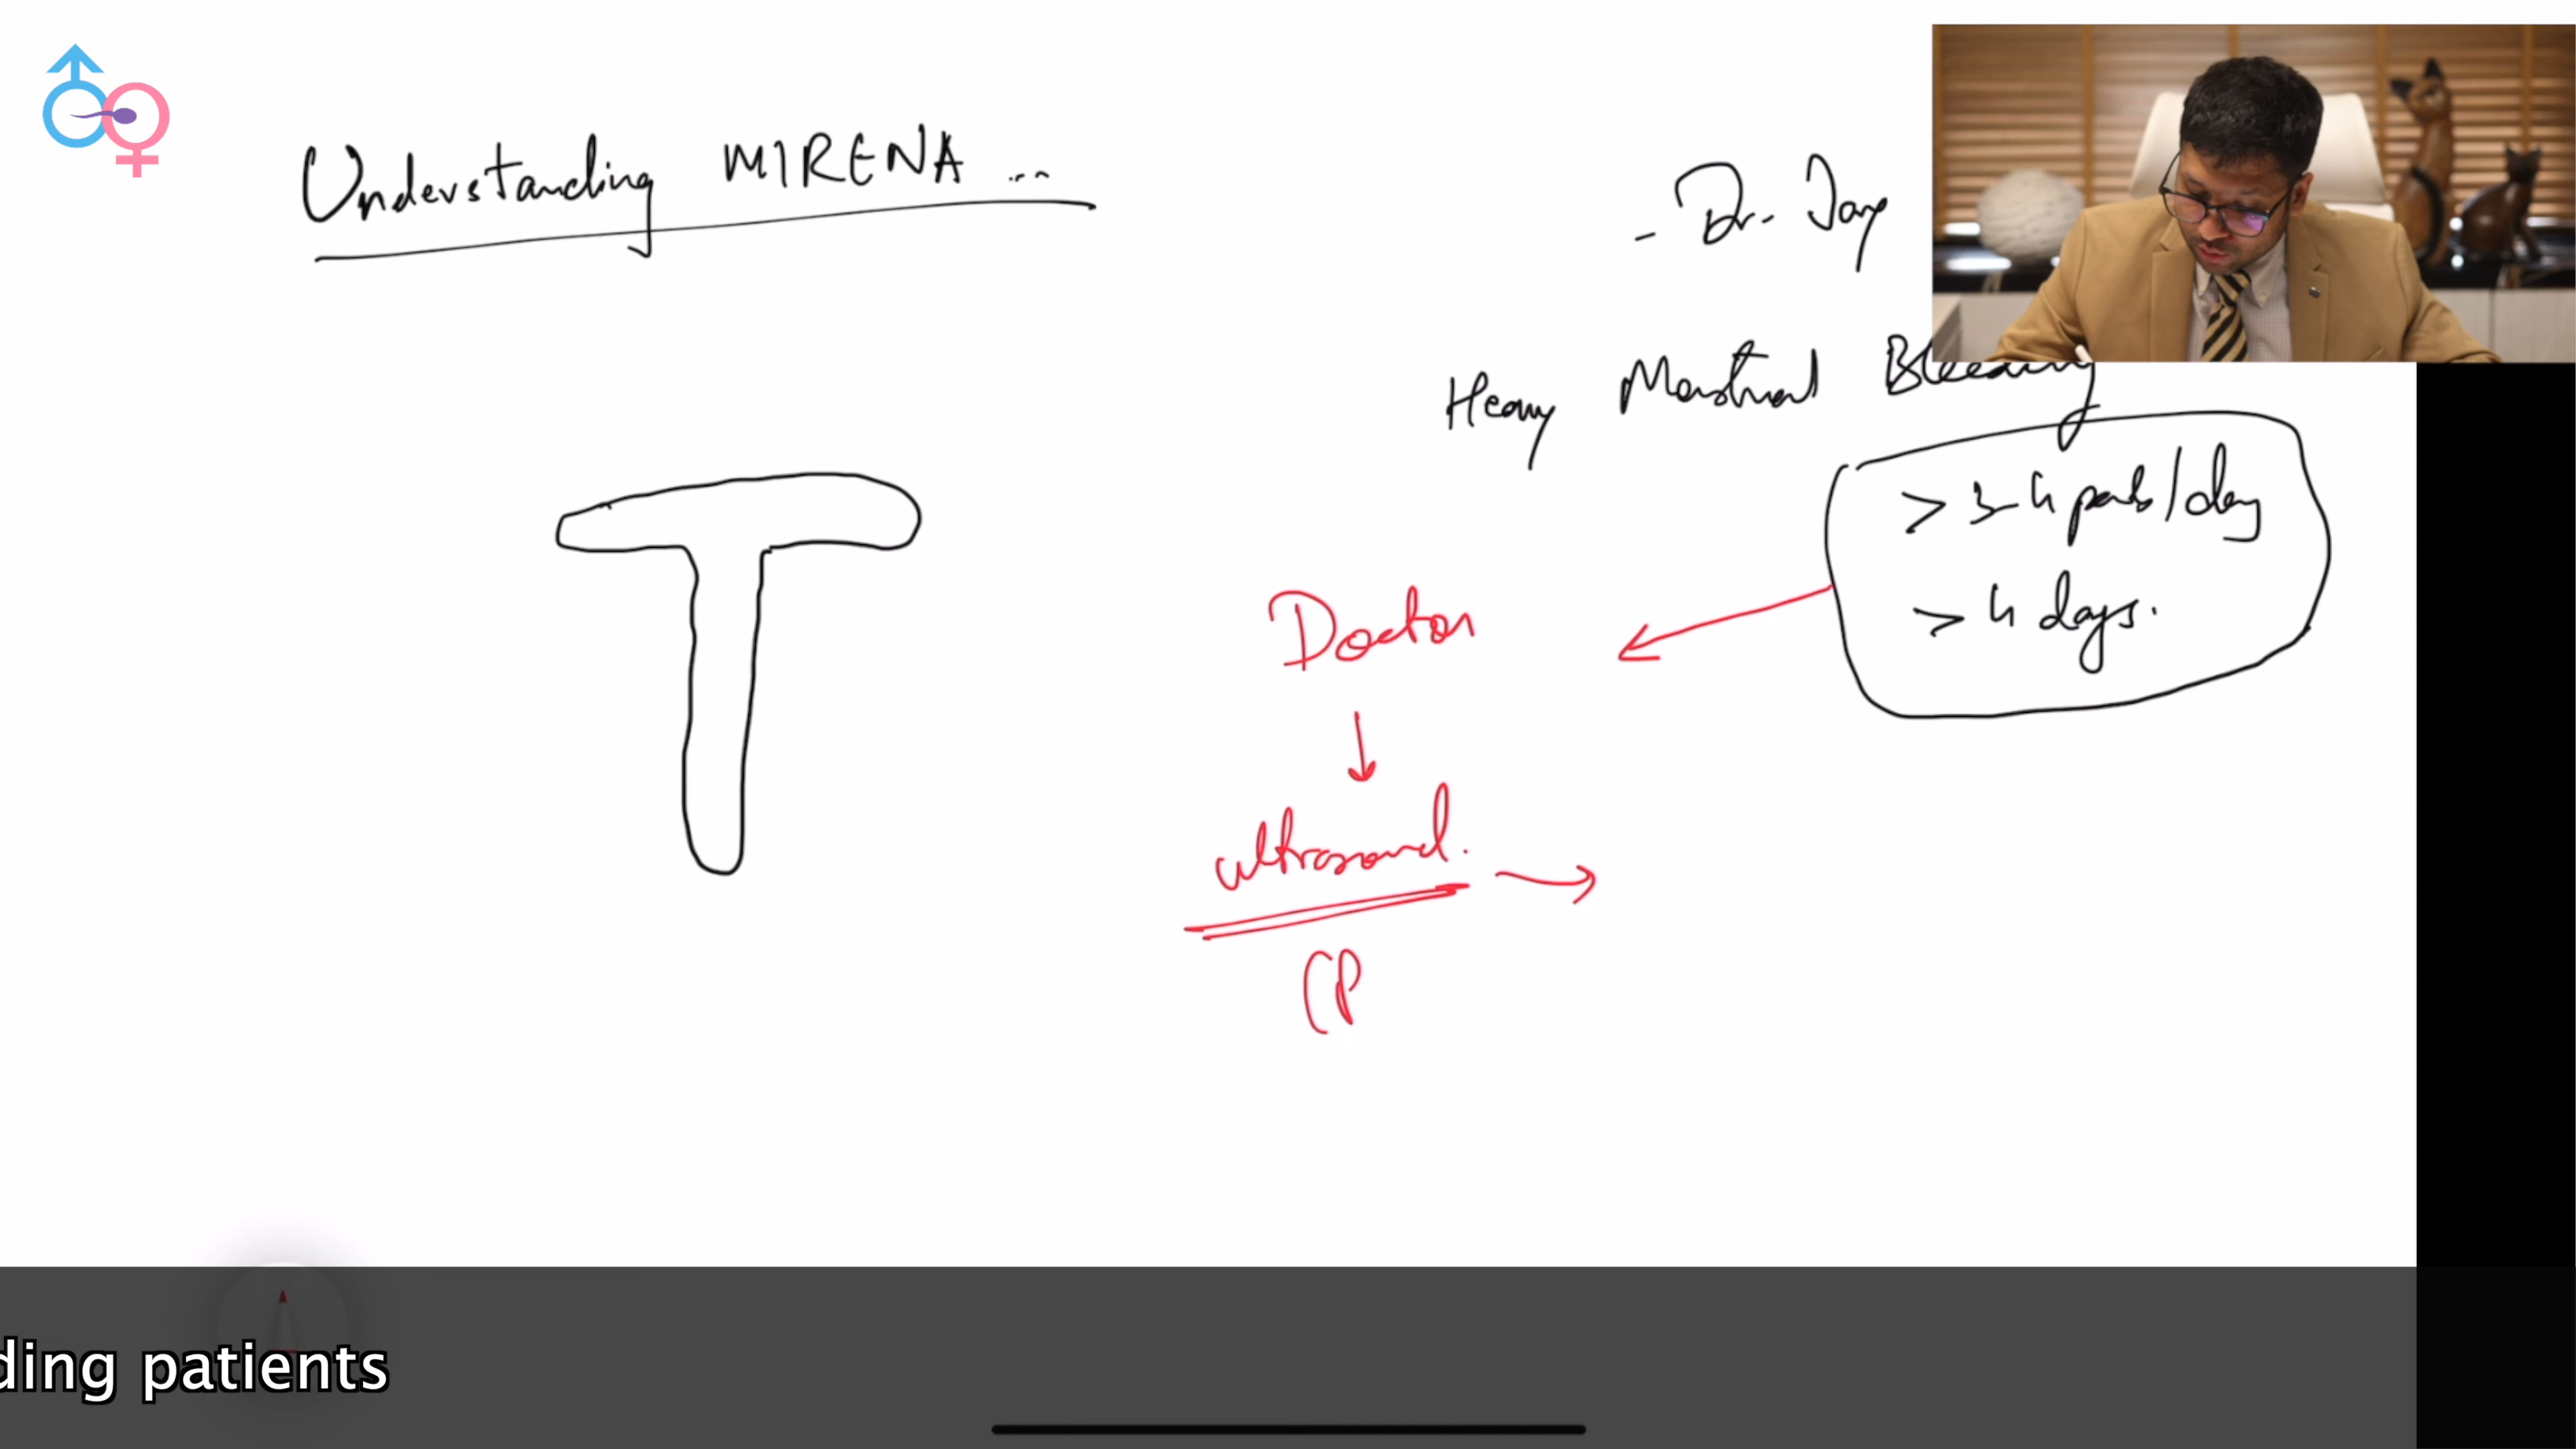 Understanding MIRENA ...
- Dr. Jay
Heavy Menstrual Bleeding
> 3-4 pads/day
> 4 days.
Doctor
ultrasound.
(P
ding patients